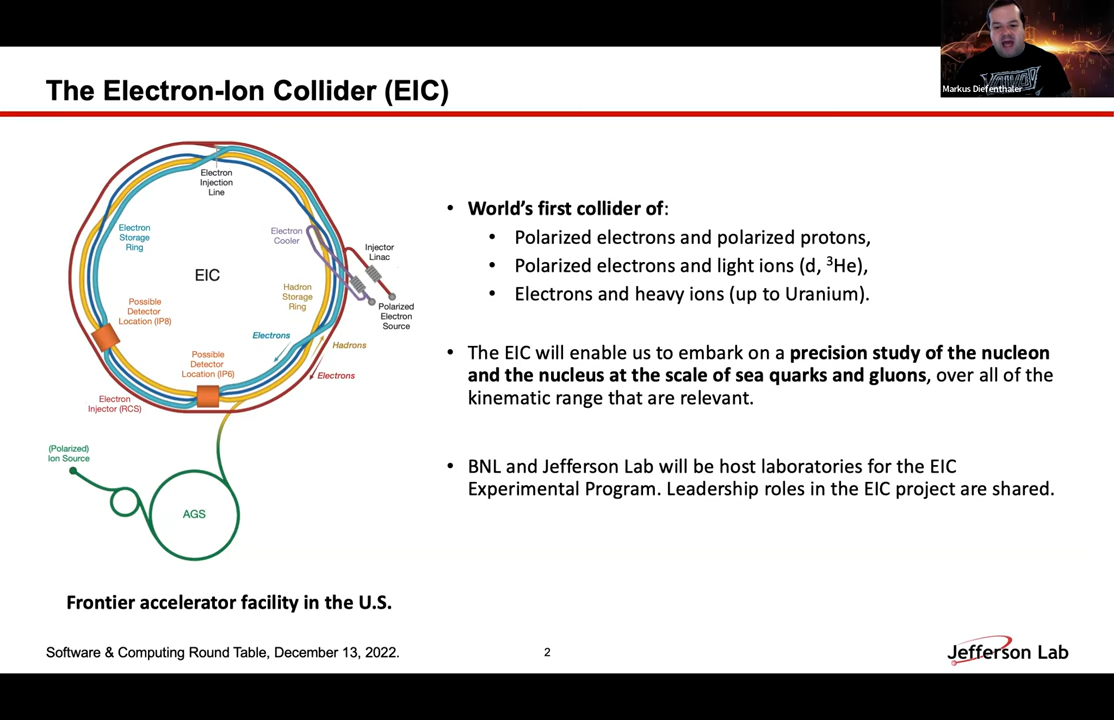 Markus Diefenthaler
The Electron-Ion Collider (EIC)
Electron
Injection
Line
Electron
Storage
Ring
Electron
Cooler
Injector
Linac
EIC
Hadron
Storage
Ring
Polarized
Electron
Source
Possible
Detector
Location (IP8)
Electrons
Hadrons
Possible
Detector
Location (IP6)
Electrons
Electron
Injector (RCS)
(Polarized)
Ion Source
AGS
Frontier accelerator facility in the U.S.
• World's first collider of:
• Polarized electrons and polarized protons,
• Polarized electrons and light ions (d, ³He),
• Electrons and heavy ions (up to Uranium).
• The EIC will enable us to embark on a precision study of the nucleon
and the nucleus at the scale of sea quarks and gluons, over all of the
kinematic range that are relevant.
• BNL and Jefferson Lab will be host laboratories for the EIC
Experimental Program. Leadership roles in the EIC project are shared.
Software & Computing Round Table, December 13, 2022.
2
Jefferson Lab